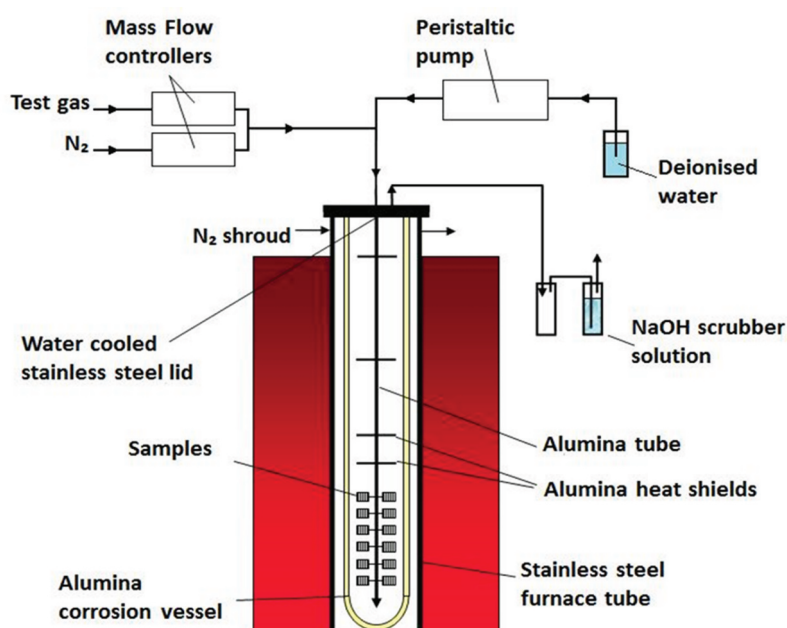 Mass Flow
controllers
Peristaltic
pump
Test gas
N₂
Deionised
water
N₂ shroud
Water cooled
stainless steel lid
NaOH scrubber
solution
Samples
Alumina tube
Alumina heat shields
Alumina
corrosion vessel
Stainless steel
furnace tube